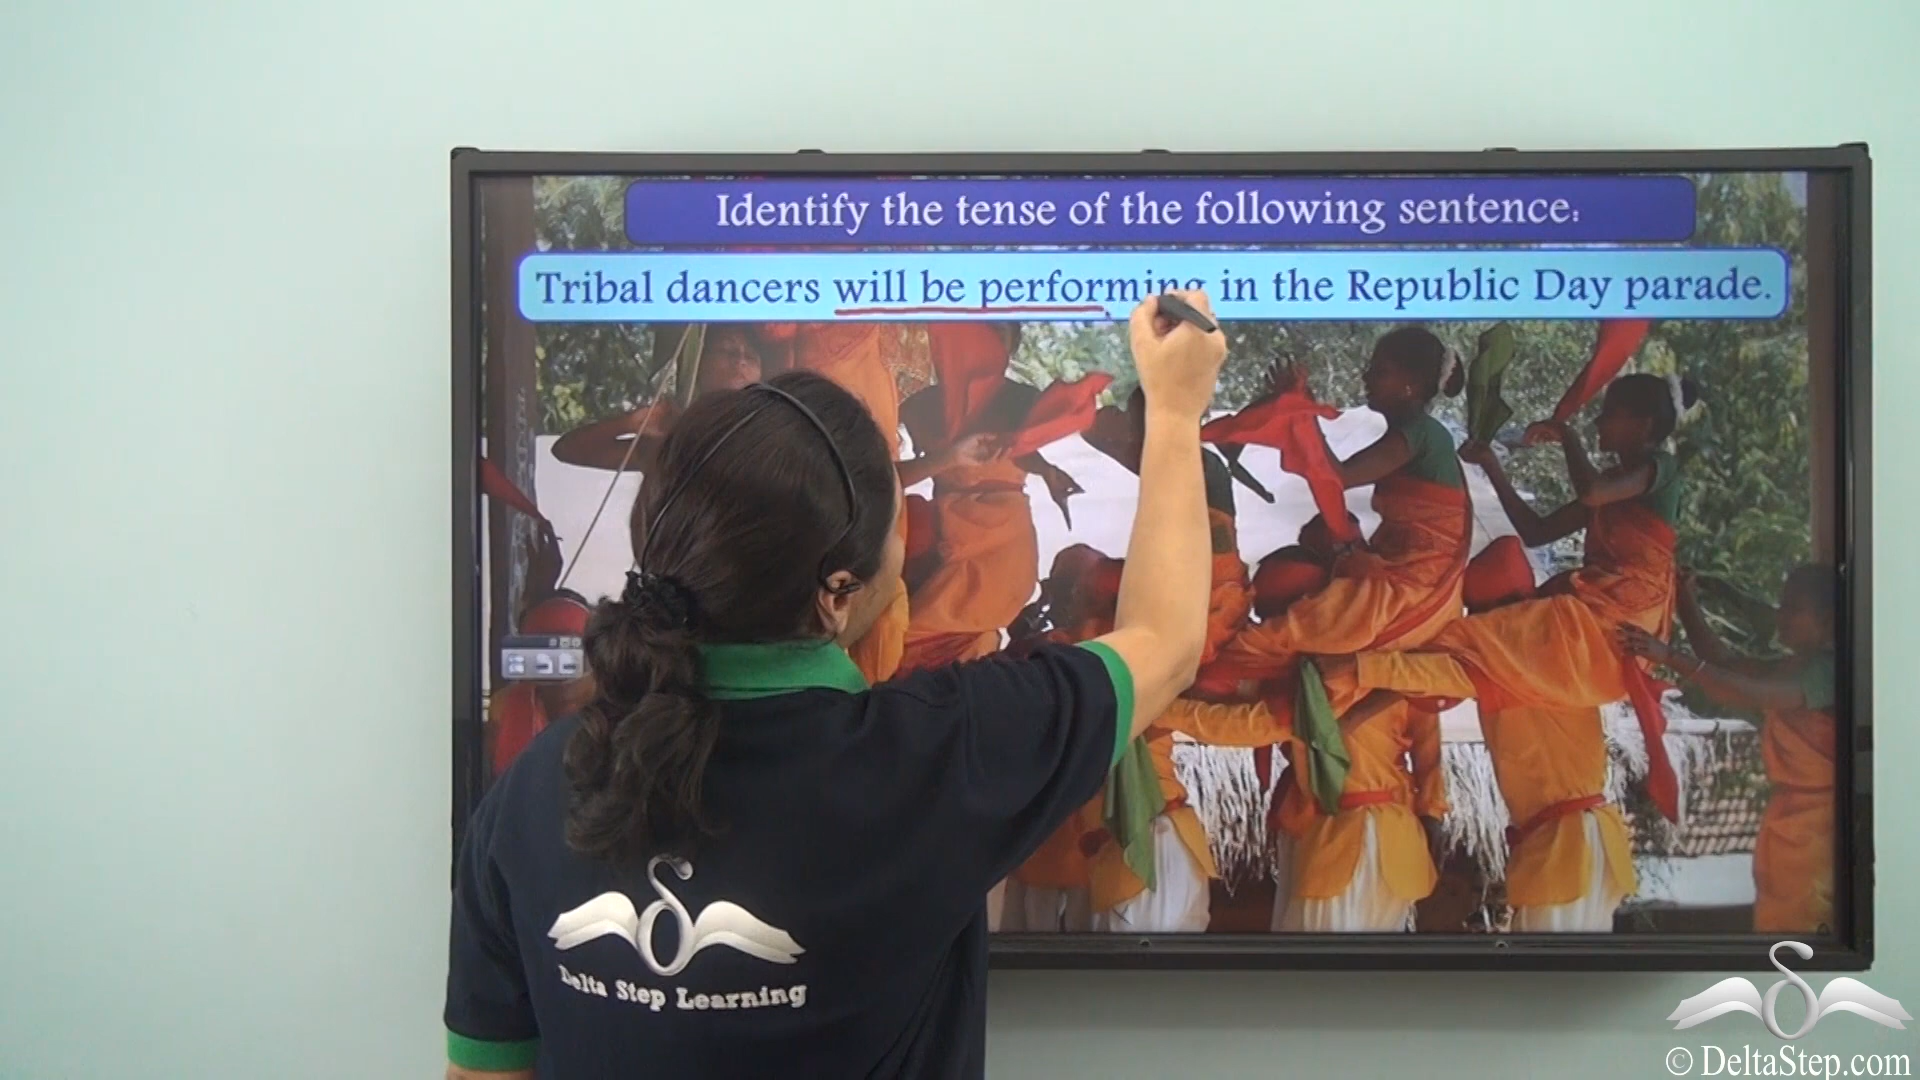 Identify the tense of the following sentence:
Tribal dancers will be performing in the Republic Day parade.
Delta Step Learning
© DeltaStep.com